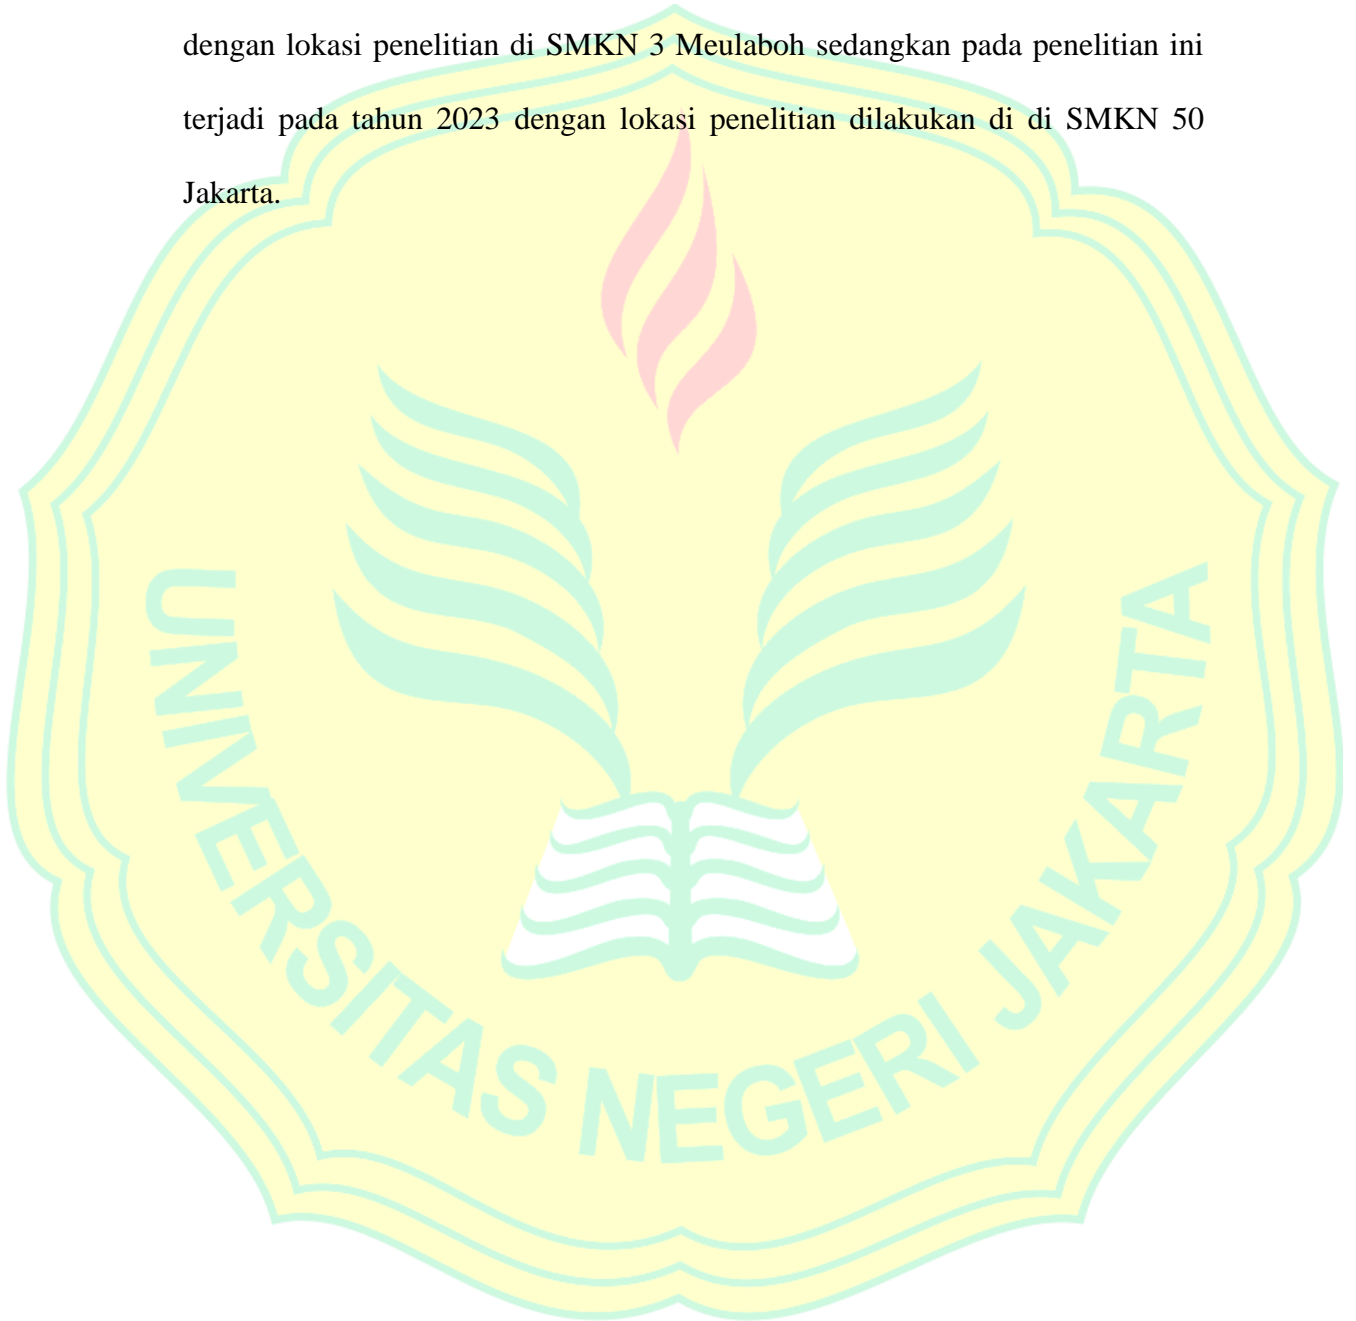 dengan lokasi penelitian di SMKN 3 Meulaboh sedangkan pada penelitian ini
terjadi pada tahun 2023 dengan lokasi penelitian dilakukan di di SMKN 50
Jakarta.
UNIVERSITAS NEGERI JAKARTA